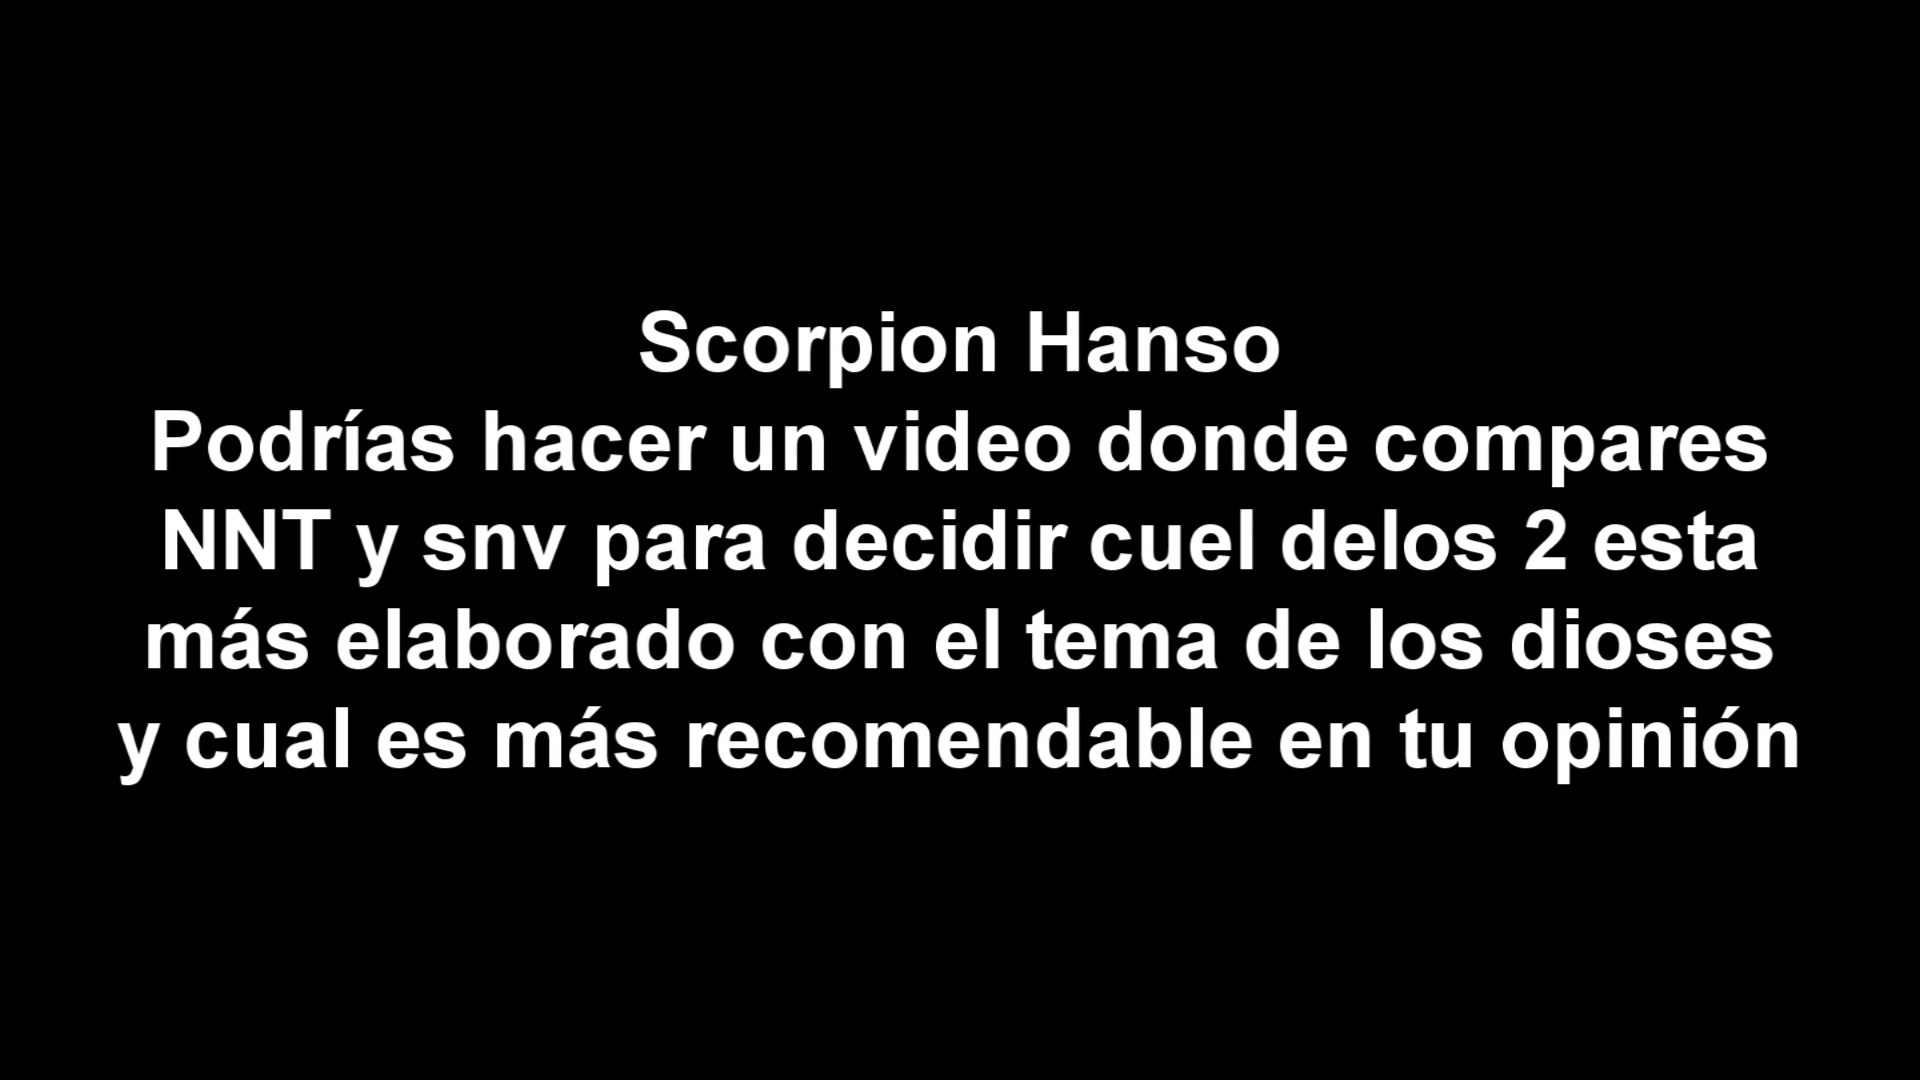 Scorpion Hanso
Podrías hacer un video donde compares
NNT y snv para decidir cuel delos 2 esta
más elaborado con el tema de los dioses
y cual es más recomendable en tu opinión